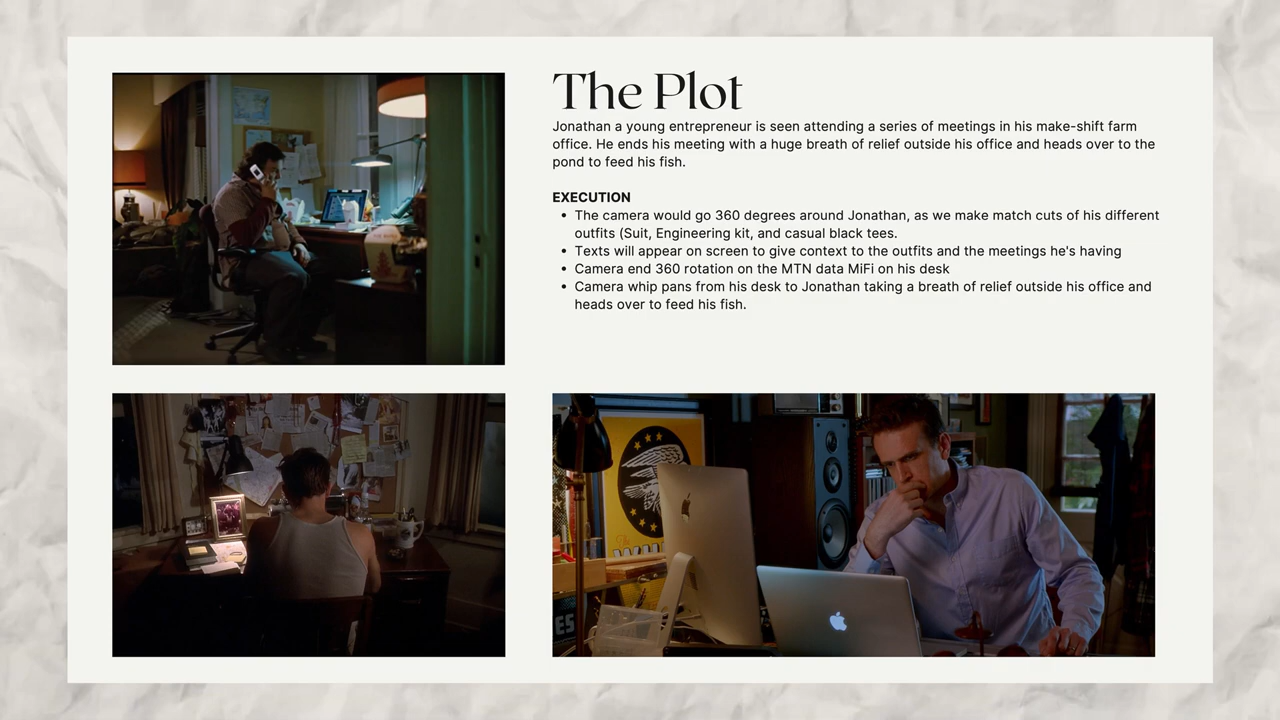 The Plot
Jonathan a young entrepreneur is seen attending a series of meetings in his make-shift farm
office. He ends his meeting with a huge breath of relief outside his office and heads over to the
pond to feed his fish.
EXECUTION
• The camera would go 360 degrees around Jonathan, as we make match cuts of his different
outfits (Suit, Engineering kit, and casual black tees.
• Texts will appear on screen to give context to the outfits and the meetings he's having
• Camera end 360 rotation on the MTN data MiFi on his desk
• Camera whip pans from his desk to Jonathan taking a breath of relief outside his office and
heads over to feed his fish.